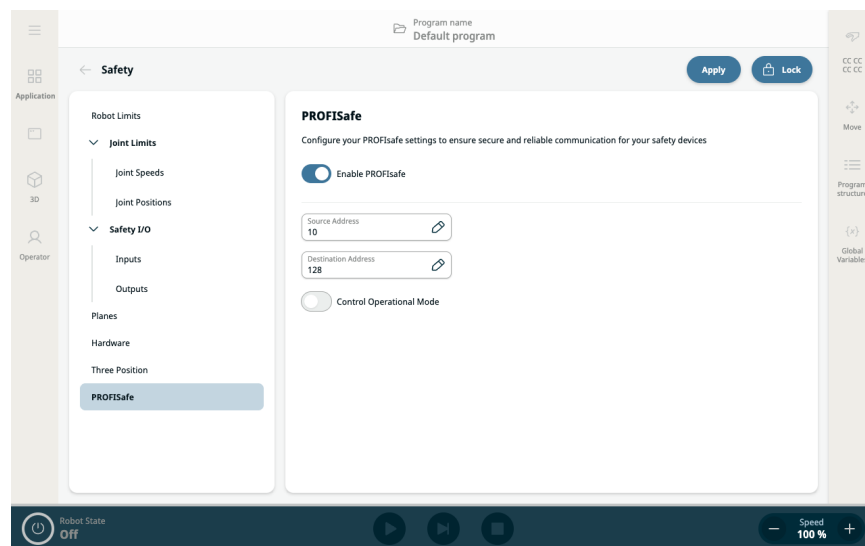 Program name
Default program
Safety
Apply
Lock
CC CC
CC CC
Application
Robot Limits
Joint Limits
Joint Speeds
Joint Positions
Safety I/O
Inputs
Outputs
Planes
Hardware
Three Position
PROFISafe
PROFISafe
Configure your PROFIsafe settings to ensure secure and reliable communication for your safety devices
Enable PROFIsafe
Source Address
10
Destination Address
128
Control Operational Mode
3D
Operator
Move
Program
structure
Global
Variable
Robot State
Off
Speed
100 %